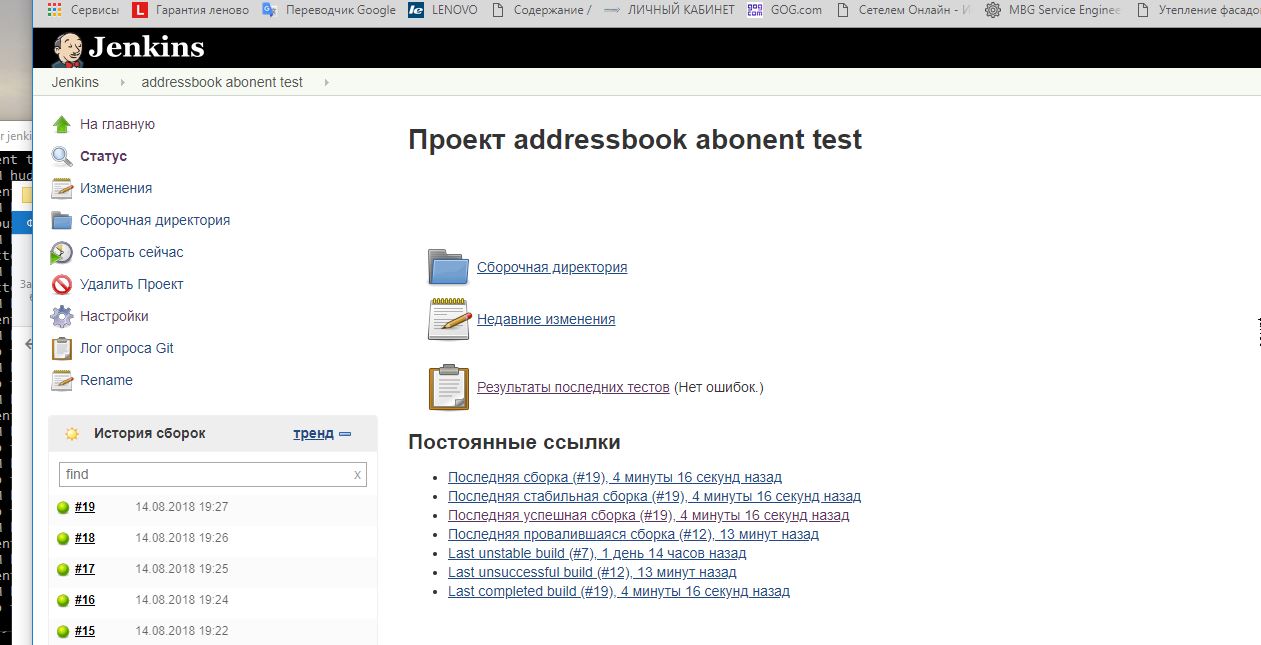 Сервисы Гарантия леново Переводчик Google LENOVO Содержание / ЛИЧНЫЙ КАБИНЕТ GOG.com Сетелем Онлайн - И MBG Service Enginee Утепление фасадо
Jenkins
Jenkins addressbook abonent test
r jenki
На главную
Статус
Изменения
Сборочная директория
Собрать сейчас
Удалить Проект
Настройки
Лог опроса Git
Rename
История сборок тренд
find x
#19 14.08.2018 19:27
#18 14.08.2018 19:26
#17 14.08.2018 19:25
#16 14.08.2018 19:24
#15 14.08.2018 19:22
Проект addressbook abonent test
Сборочная директория
Недавние изменения
Результаты последних тестов (Нет ошибок.)
Постоянные ссылки
Последняя сборка (#19), 4 минуты 16 секунд назад
Последняя стабильная сборка (#19), 4 минуты 16 секунд назад
Последняя успешная сборка (#19), 4 минуты 16 секунд назад
Последняя провалившаяся сборка (#12), 13 минут назад
Last unstable build (#7), 1 день 14 часов назад
Last unsuccessful build (#12), 13 минут назад
Last completed build (#19), 4 минуты 16 секунд назад